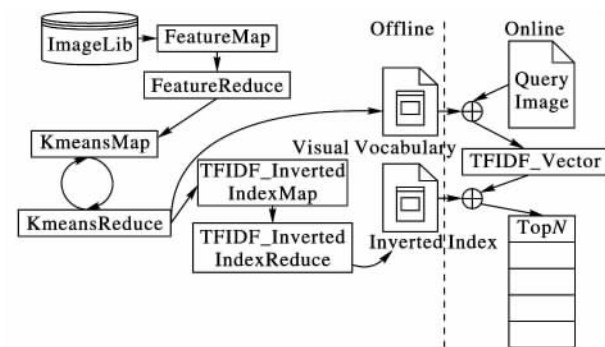 ImageLib
FeatureMap
FeatureReduce
KmeansMap
KmeansReduce
TFIDF_Inverted
IndexMap
TFIDF_Inverted
IndexReduce
Offline
Visual Vocabulary
Inverted Index
Online
Query
Image
TFIDF_Vector
TopN